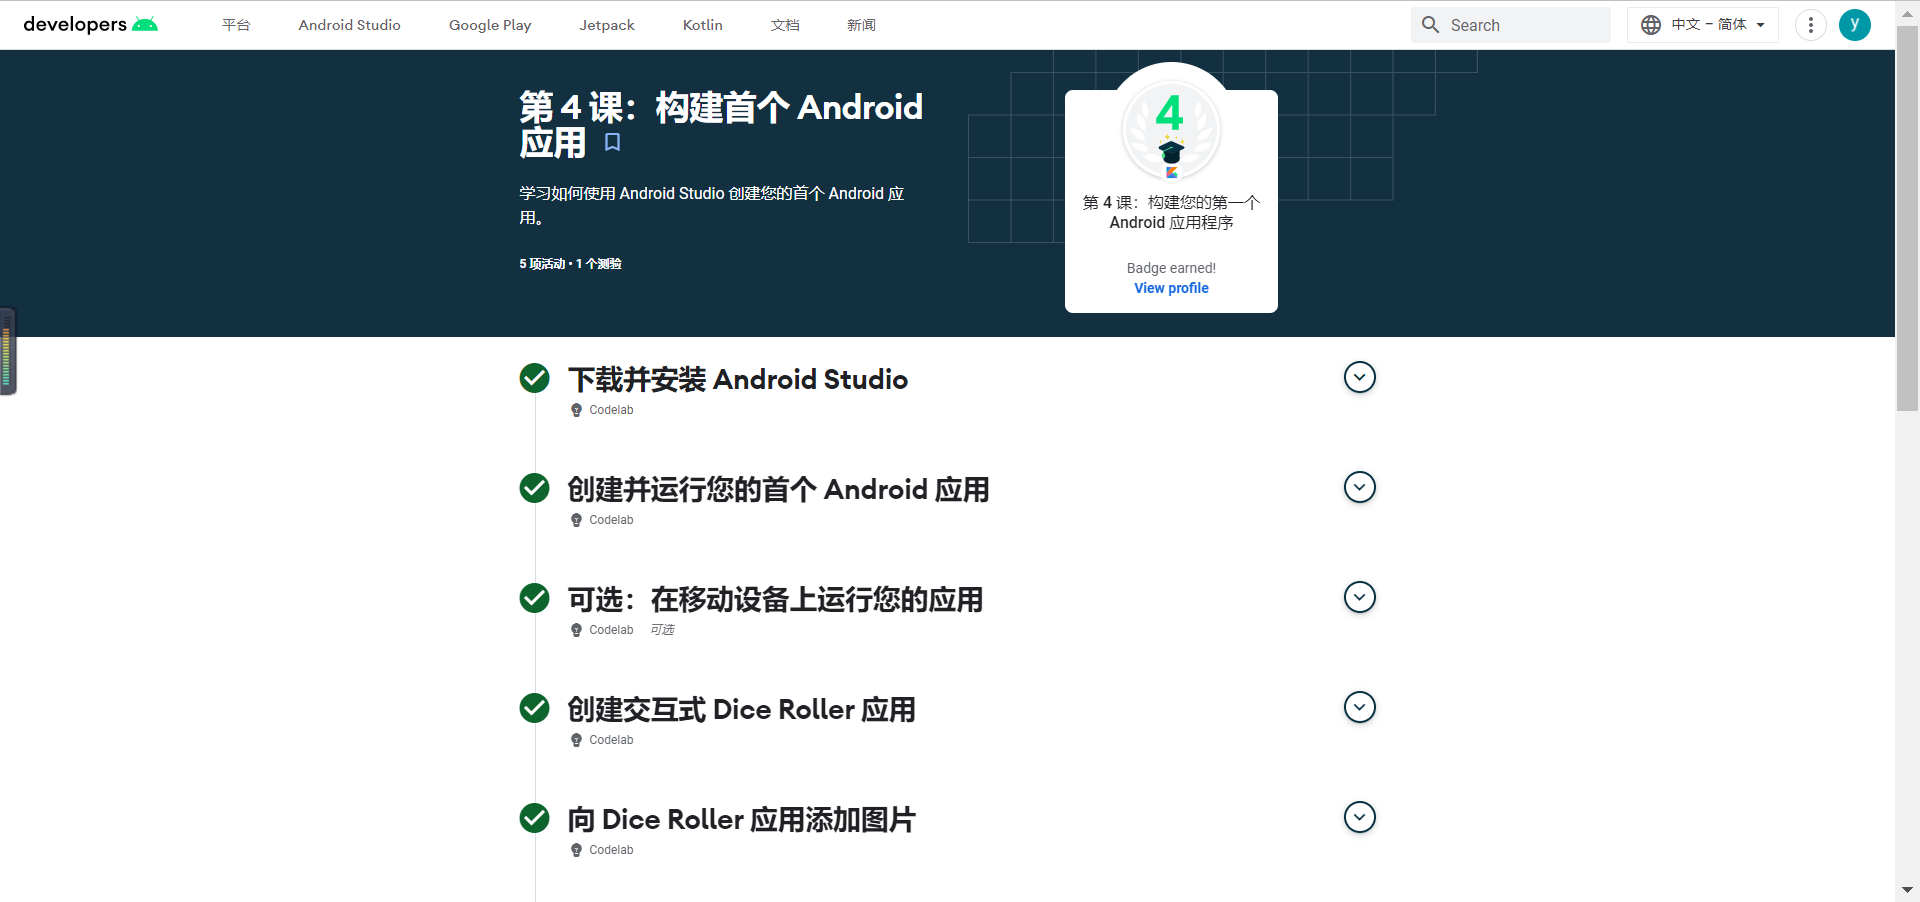 developers
平台
Android Studio
Google Play
Jetpack
Kotlin
文档
新闻
Search
中文 – 简体
y
第 4 课：构建首个 Android
应用
学习如何使用 Android Studio 创建您的首个 Android 应
用。
5 项活动 • 1 个测验
4
第 4 课：构建您的第一个
Android 应用程序
Badge earned!
View profile
下载并安装 Android Studio
Codelab
创建并运行您的首个 Android 应用
Codelab
可选：在移动设备上运行您的应用
Codelab 可选
创建交互式 Dice Roller 应用
Codelab
向 Dice Roller 应用添加图片
Codelab